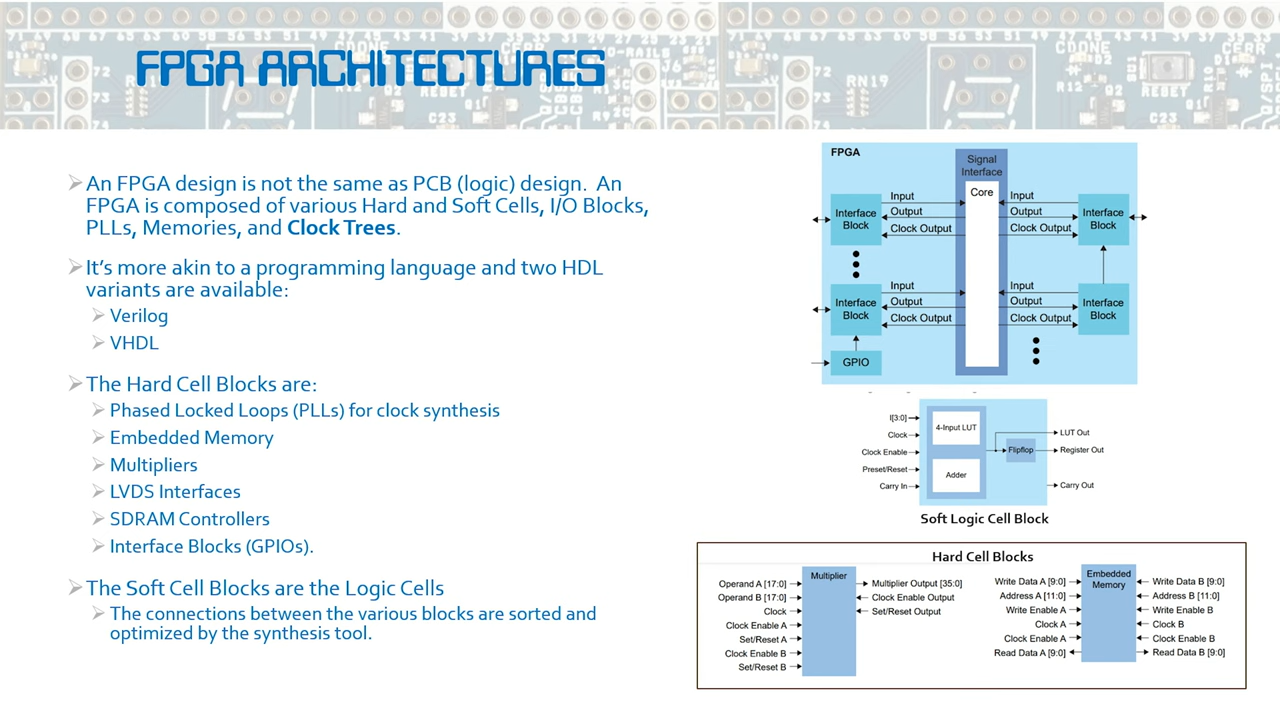 FPGA ARCHITECTURES
An FPGA design is not the same as PCB (logic) design. An
FPGA is composed of various Hard and Soft Cells, I/O Blocks,
PLLs, Memories, and Clock Trees.
It's more akin to a programming language and two HDL
variants are available:
Verilog
VHDL
The Hard Cell Blocks are:
Phased Locked Loops (PLLs) for clock synthesis
Embedded Memory
Multipliers
LVDS Interfaces
SDRAM Controllers
Interface Blocks (GPIOs).
The Soft Cell Blocks are the Logic Cells
The connections between the various blocks are sorted and
optimized by the synthesis tool.
FPGA
Signal
Interface
Core
Interface
Block
Input
Output
Clock Output
Input
Output
Clock Output
Interface
Block
Interface
Block
Input
Output
Clock Output
Input
Output
Clock Output
Interface
Block
GPIO
I[3:0]
Clock
Clock Enable
Preset/Reset
Carry In
4-Input LUT
Adder
Flipflop
LUT Out
Register Out
Carry Out
Soft Logic Cell Block
Hard Cell Blocks
Multiplier
Operand A [17:0]
Operand B [17:0]
Clock
Clock Enable A
Set/Reset A
Clock Enable B
Set/Reset B
Multiplier Output [35:0]
Clock Enable Output
Set/Reset Output
Embedded
Memory
Write Data A [9:0]
Address A [11:0]
Write Enable A
Clock A
Clock Enable A
Read Data A [9:0]
Write Data B [9:0]
Address B [11:0]
Write Enable B
Clock B
Clock Enable B
Read Data B [9:0]